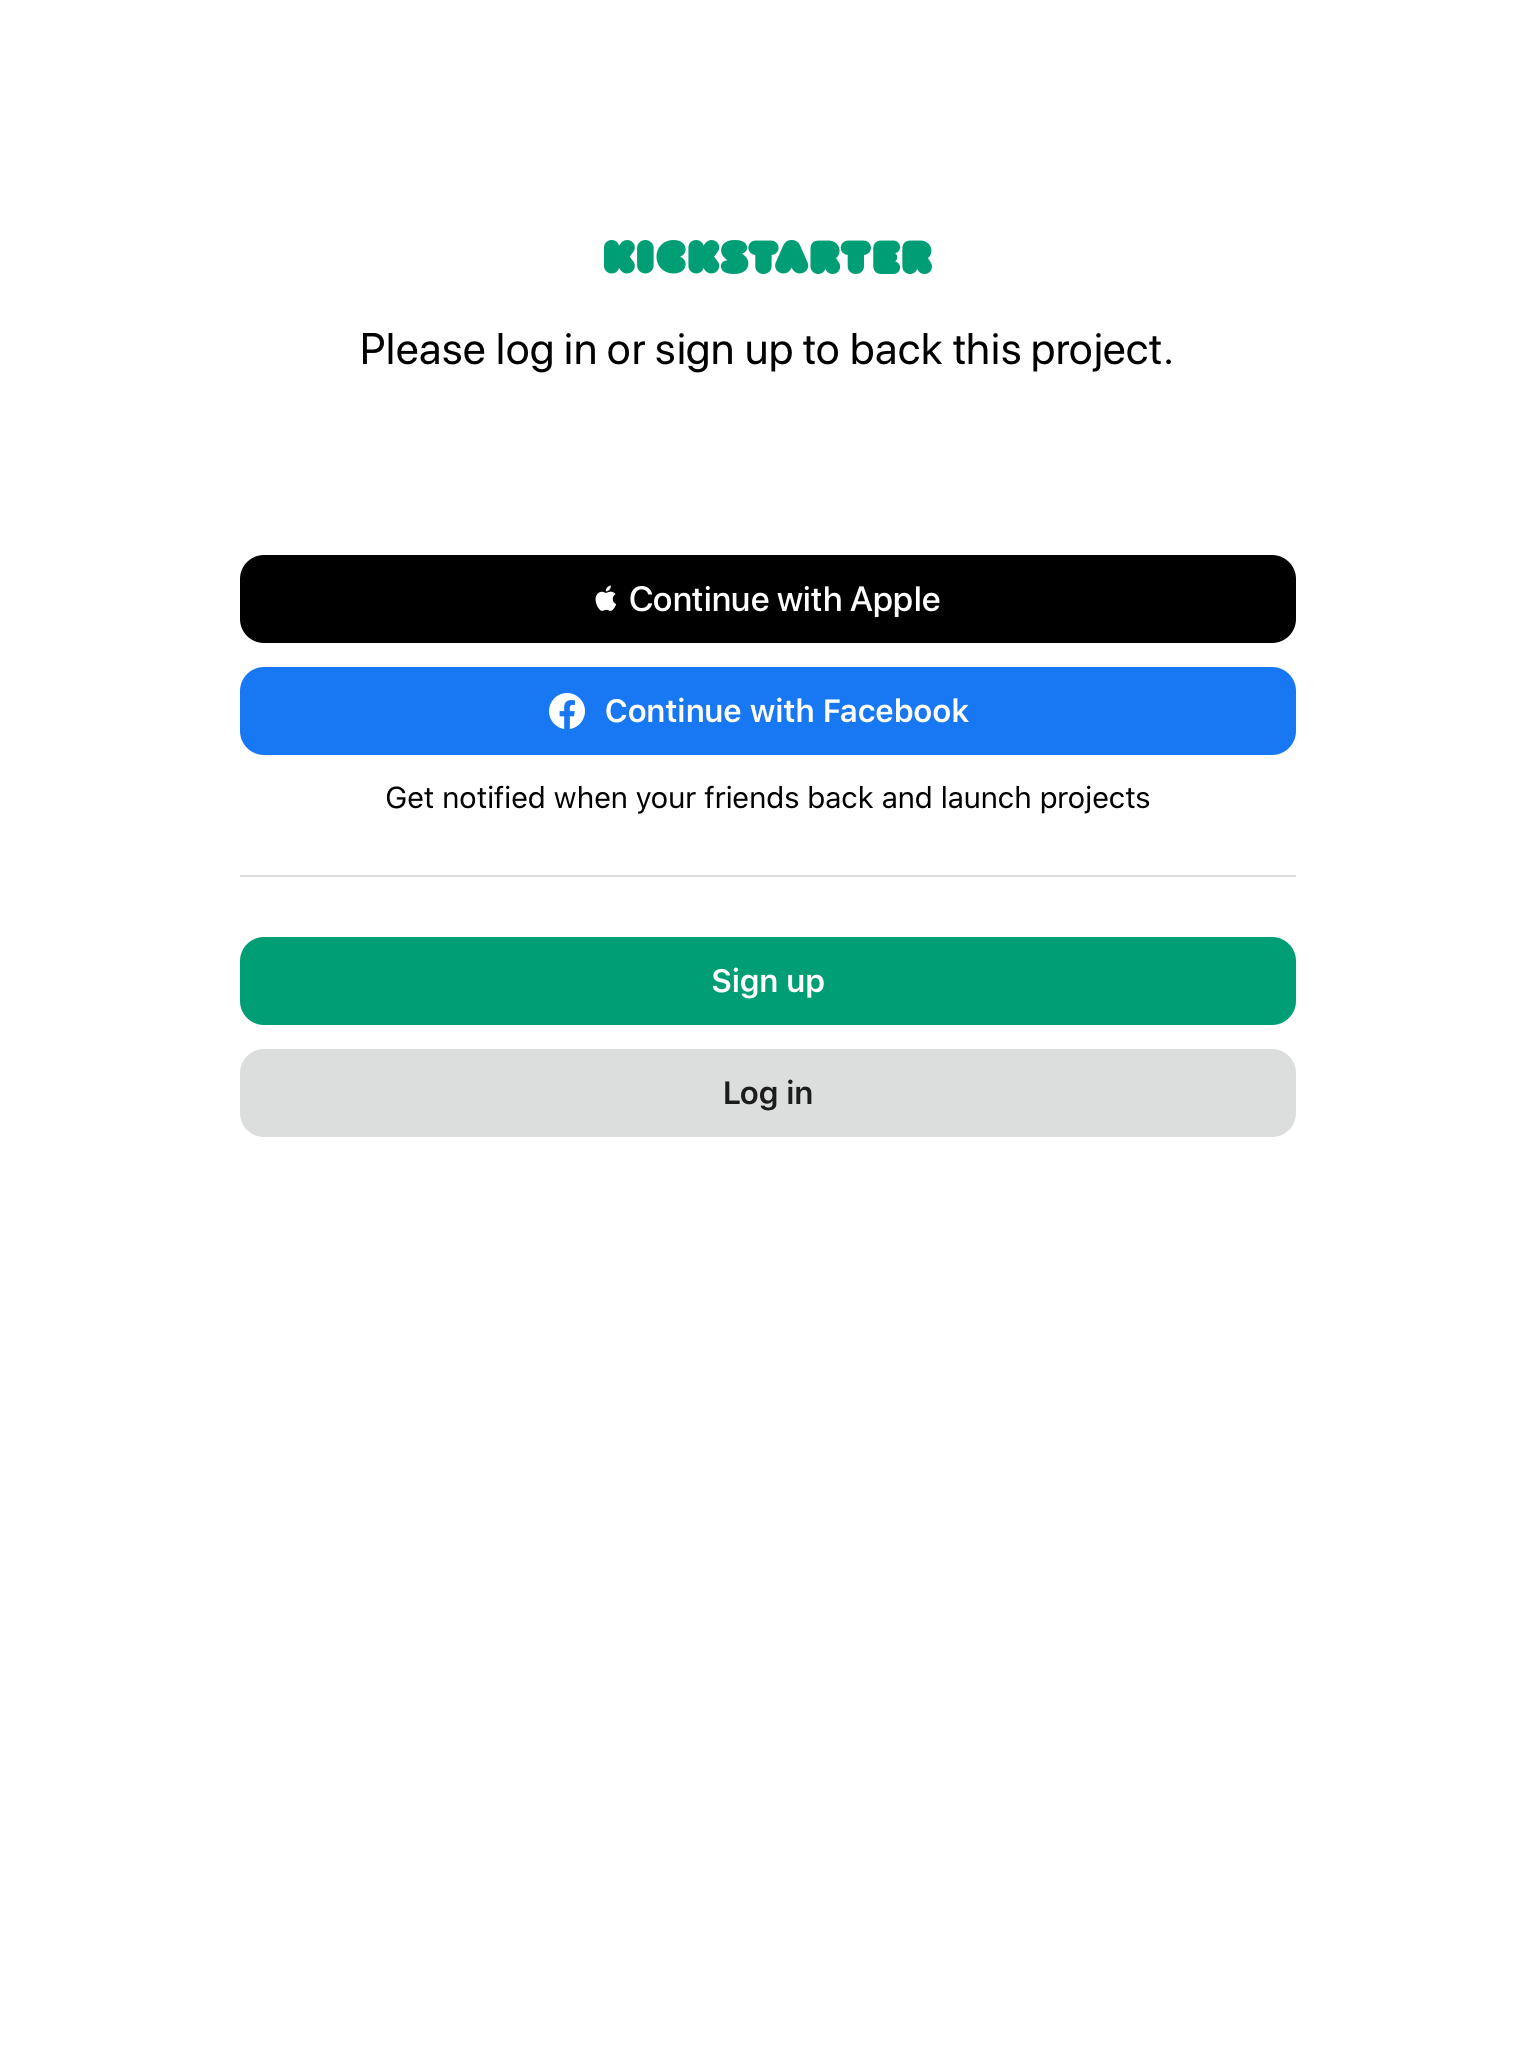 KICKSTARTER
Please log in or sign up to back this project.
Continue with Apple
Continue with Facebook
Get notified when your friends back and launch projects
Sign up
Log in